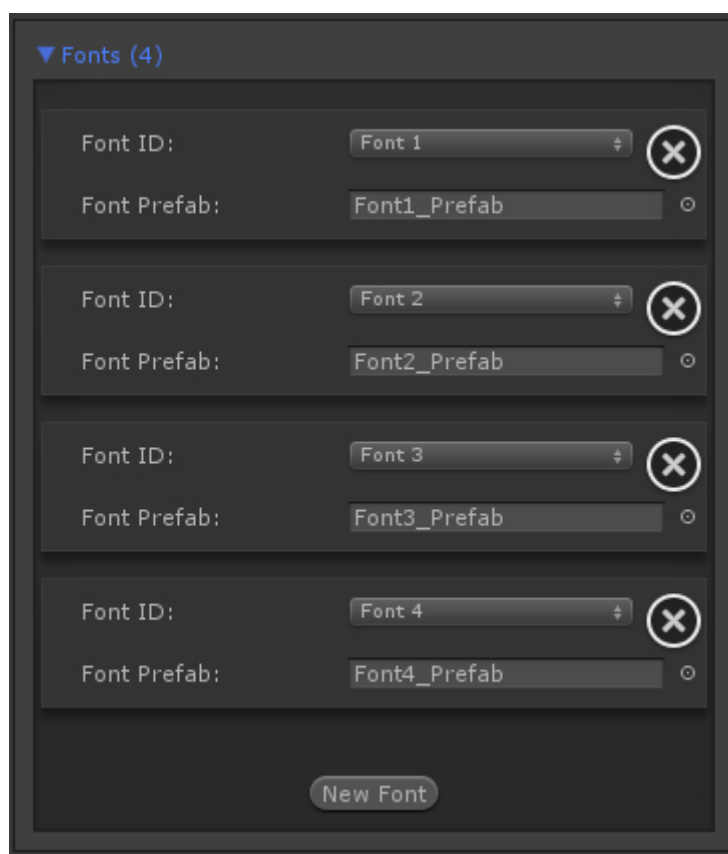 Fonts (4)
Font ID: Font 1
Font Prefab: Font1_Prefab
Font ID: Font 2
Font Prefab: Font2_Prefab
Font ID: Font 3
Font Prefab: Font3_Prefab
Font ID: Font 4
Font Prefab: Font4_Prefab
New Font